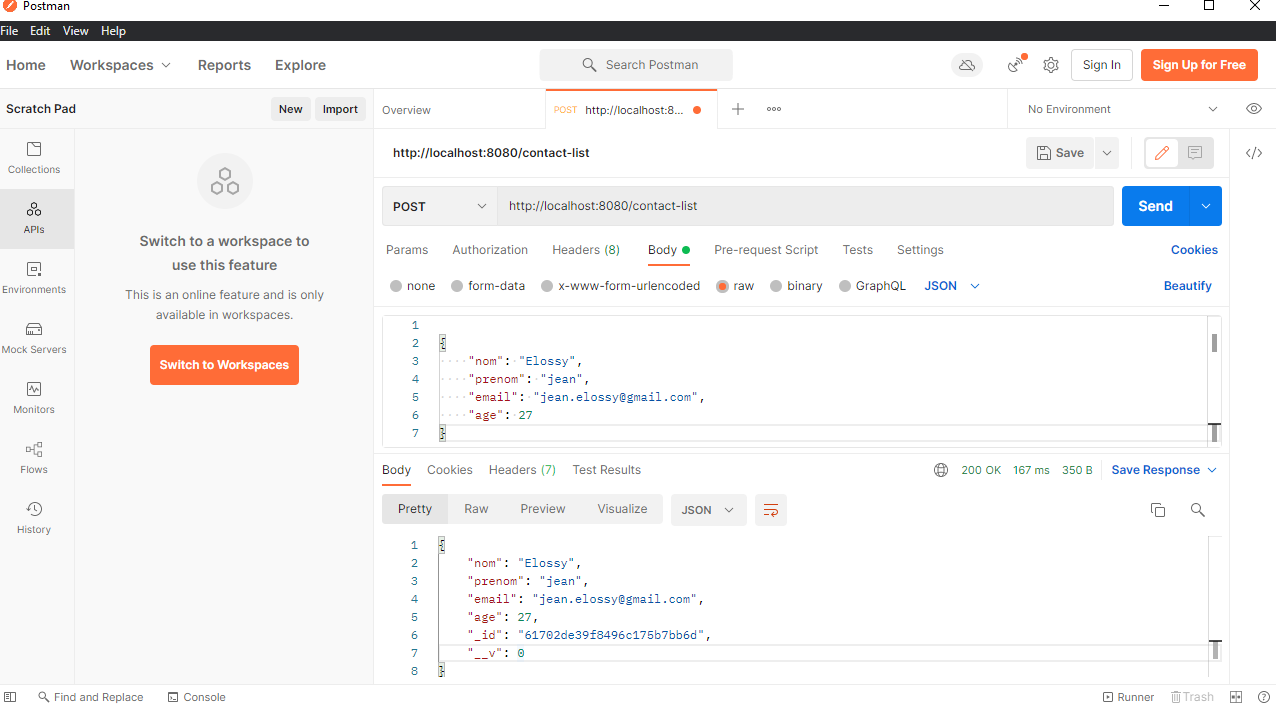 Postman
File Edit View Help
Home Workspaces Reports Explore Search Postman Sign In Sign Up for Free
Scratch Pad New Import Overview POST http://localhost:8... No Environment
http://localhost:8080/contact-list Save
Collections
APIs
Environments
Mock Servers
Monitors
Flows
History
Switch to a workspace to
use this feature
This is an online feature and is only
available in workspaces.
Switch to Workspaces
POST http://localhost:8080/contact-list Send
Params Authorization Headers (8) Body Pre-request Script Tests Settings Cookies
none form-data x-www-form-urlencoded raw binary GraphQL JSON Beautify
1
2 {
3 "nom": "Elossy",
4 "prenom": "jean",
5 "email": "jean.elossy@gmail.com",
6 "age": 27
7 }
Body Cookies Headers (7) Test Results 200 OK 167 ms 350 B Save Response
Pretty Raw Preview Visualize JSON
1 {
2 "nom": "Elossy",
3 "prenom": "jean",
4 "email": "jean.elossy@gmail.com",
5 "age": 27,
6 "_id": "61702de39f8496c175b7bb6d",
7 "__v": 0
8 }
Find and Replace Console Runner Trash